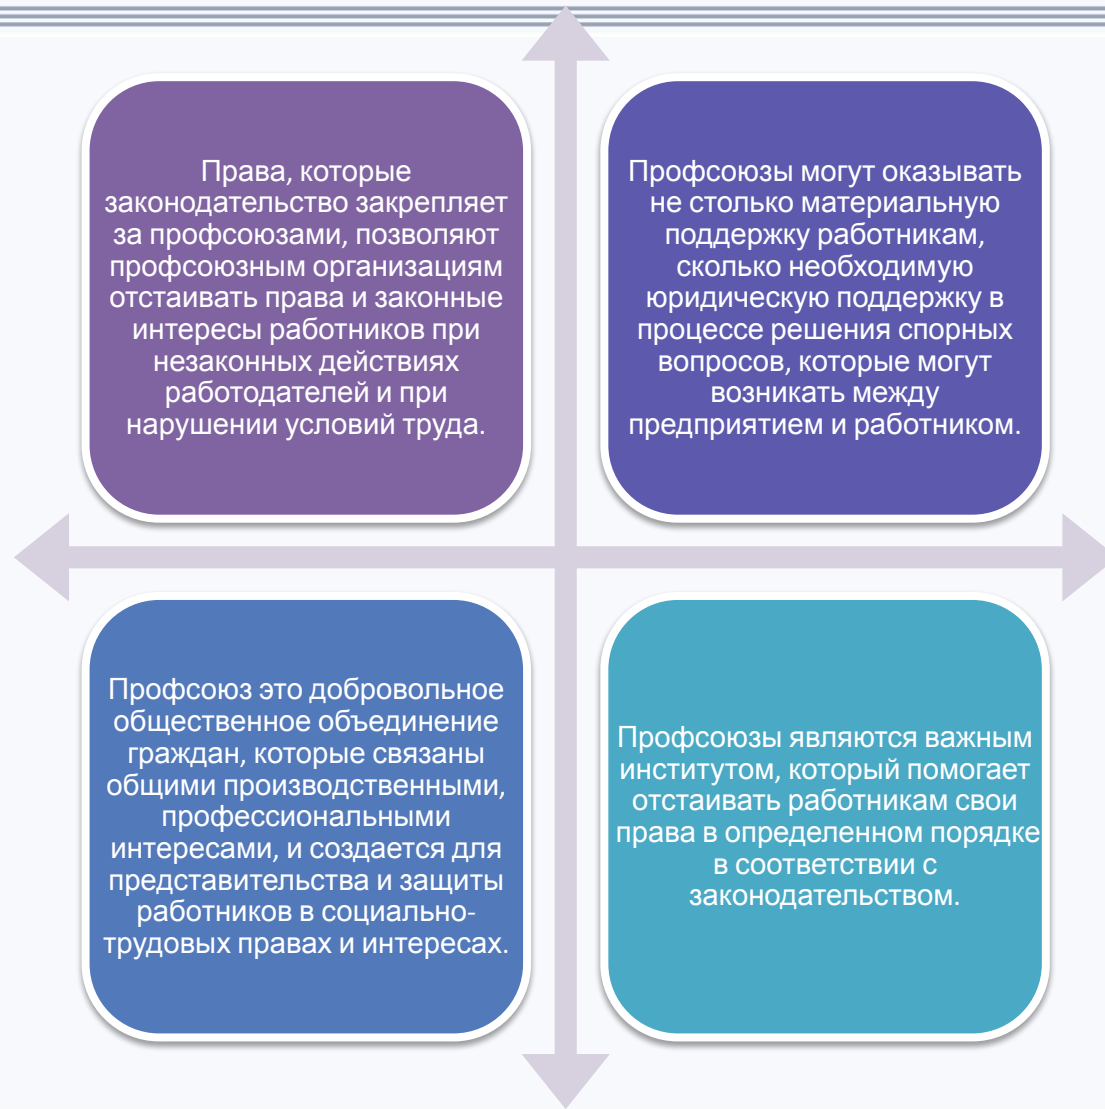 Права, которые
законодательство закрепляет
за профсоюзами, позволяют
профсоюзным организациям
отстаивать права и законные
интересы работников при
незаконных действиях
работодателей и при
нарушении условий труда.
Профсоюзы могут оказывать
не столько материальную
поддержку работникам,
сколько необходимую
юридическую поддержку в
процессе решения спорных
вопросов, которые могут
возникать между
предприятием и работником.
Профсоюз это добровольное
общественное объединение
граждан, которые связаны
общими производственными,
профессиональными
интересами, и создается для
представительства и защиты
работников в социально-
трудовых правах и интересах.
Профсоюзы являются важным
институтом, который помогает
отстаивать работникам свои
права в определенном порядке
в соответствии с
законодательством.